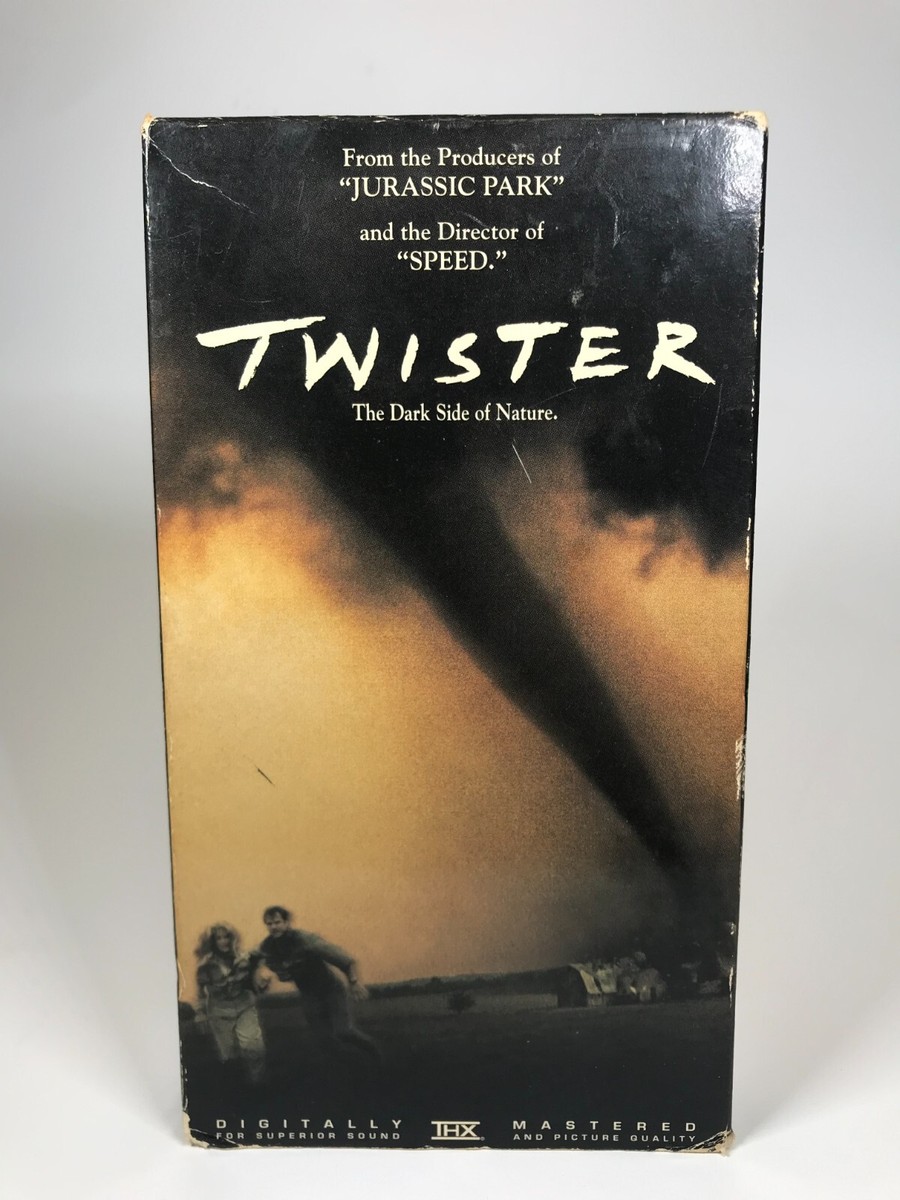 From the Producers of
“JURASSIC PARK”
and the Director of
“SPEED.”
TWISTER
The Dark Side of Nature.
DIGITALLY THX® MASTERED
FOR SUPERIOR SOUND AND PICTURE QUALITY